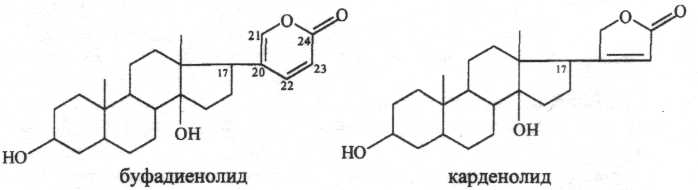 O
O
21
24
17
20
23
22
OH
HO
буфадиенолид
O
O
17
OH
HO
карденолид